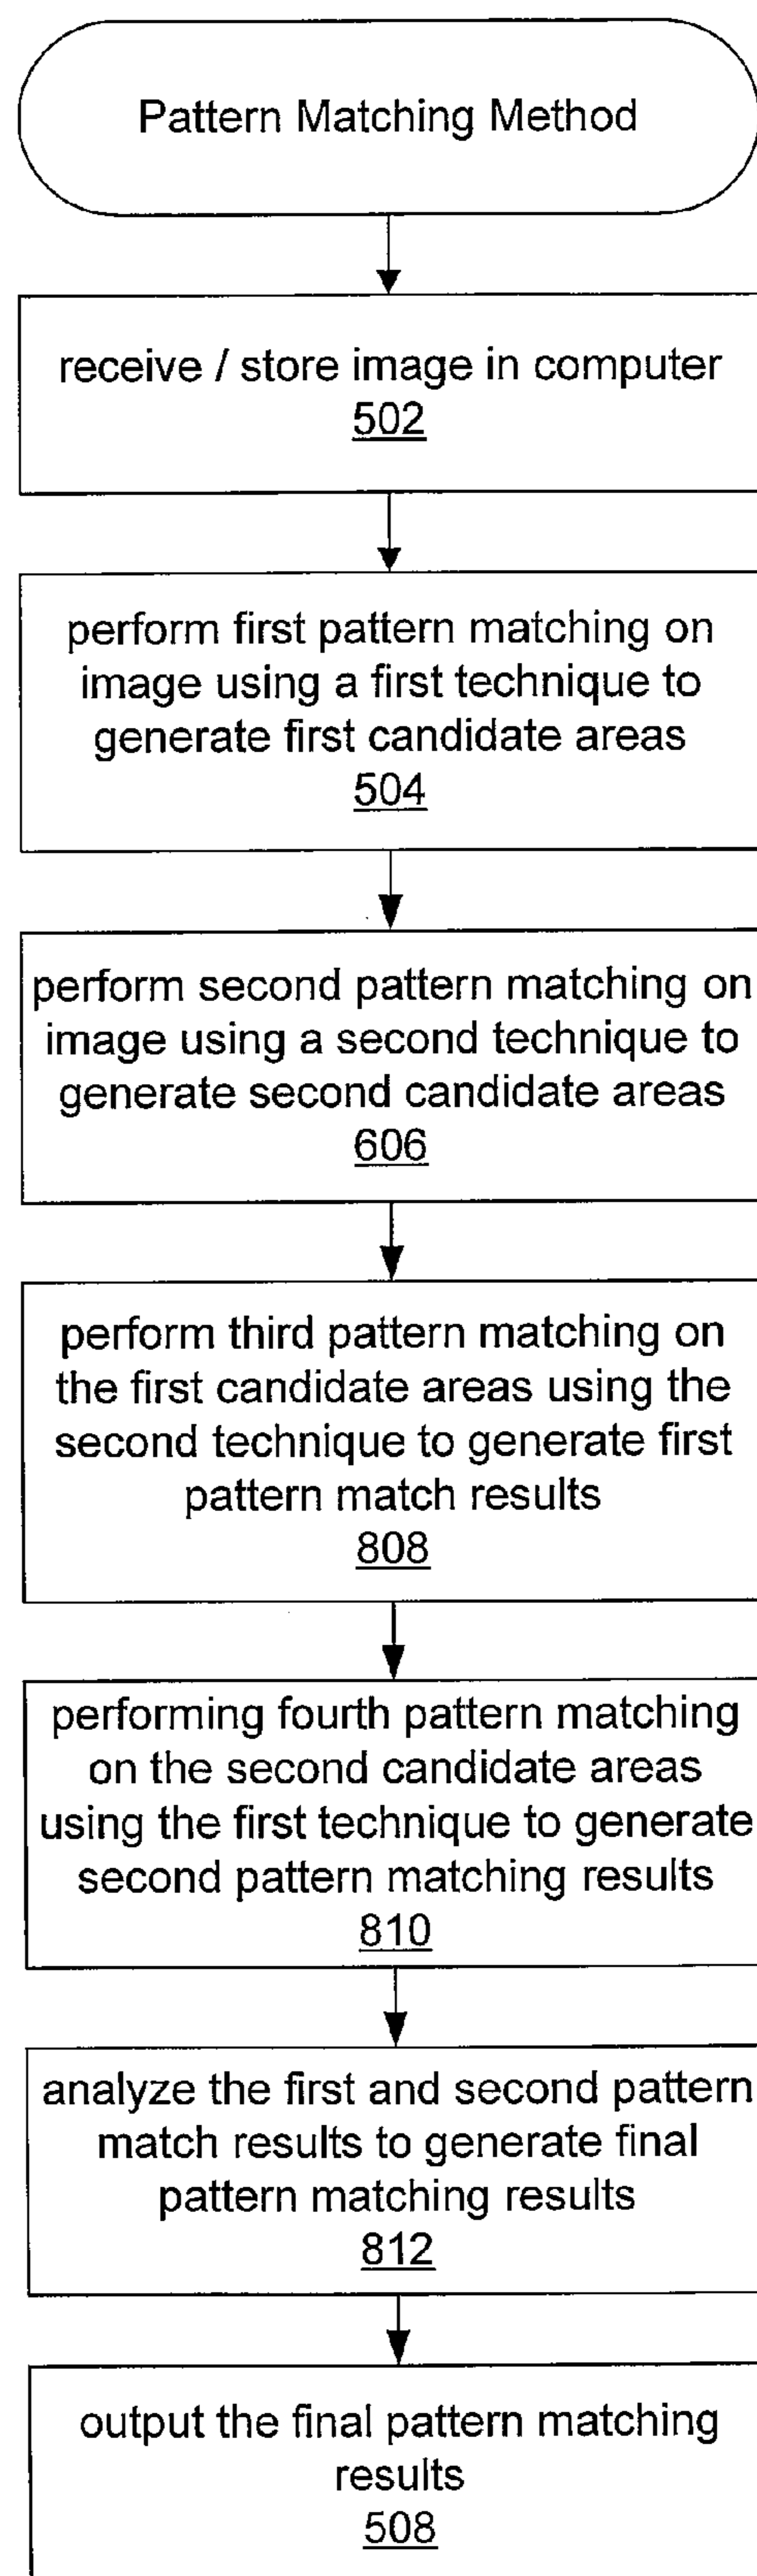 Pattern Matching Method
receive / store image in computer
502
perform first pattern matching on
image using a first technique to
generate first candidate areas
504
perform second pattern matching on
image using a second technique to
generate second candidate areas
606
perform third pattern matching on
the first candidate areas using the
second technique to generate first
pattern match results
808
performing fourth pattern matching
on the second candidate areas
using the first technique to generate
second pattern matching results
810
analyze the first and second pattern
match results to generate final
pattern matching results
812
output the final pattern matching
results
508